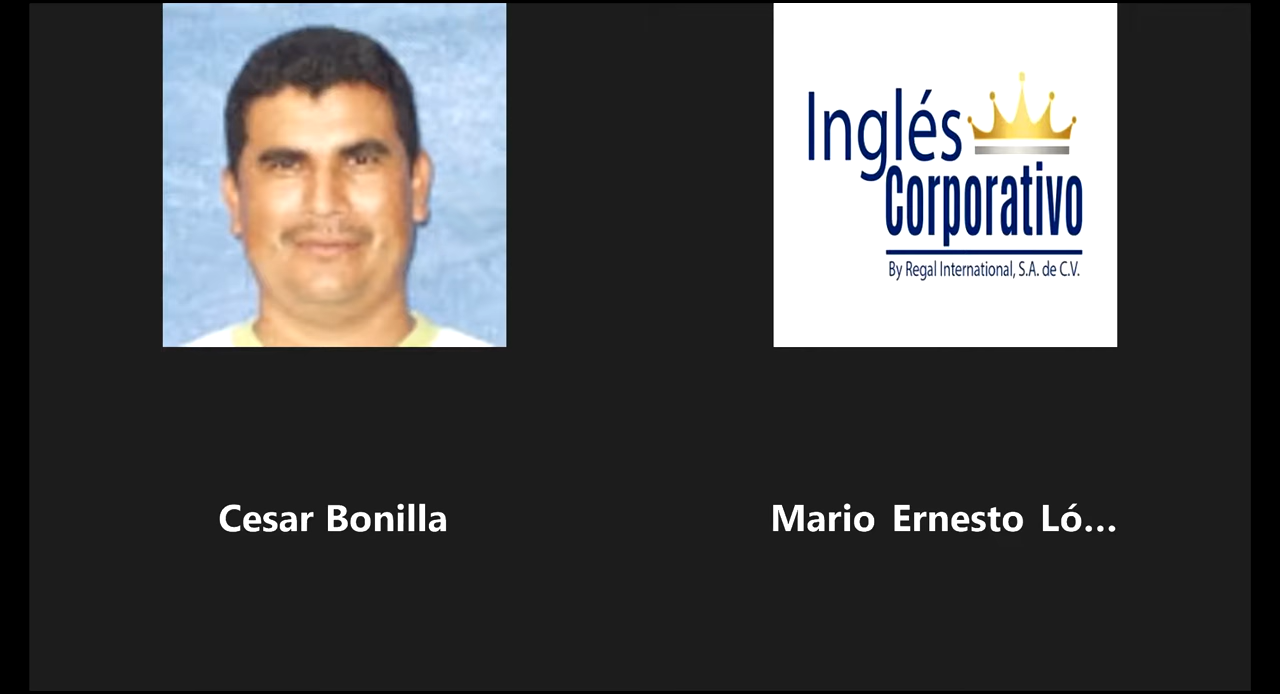 Inglés
Corporativo
By Regal International, S.A. de C.V.
Cesar Bonilla
Mario Ernesto Ló...